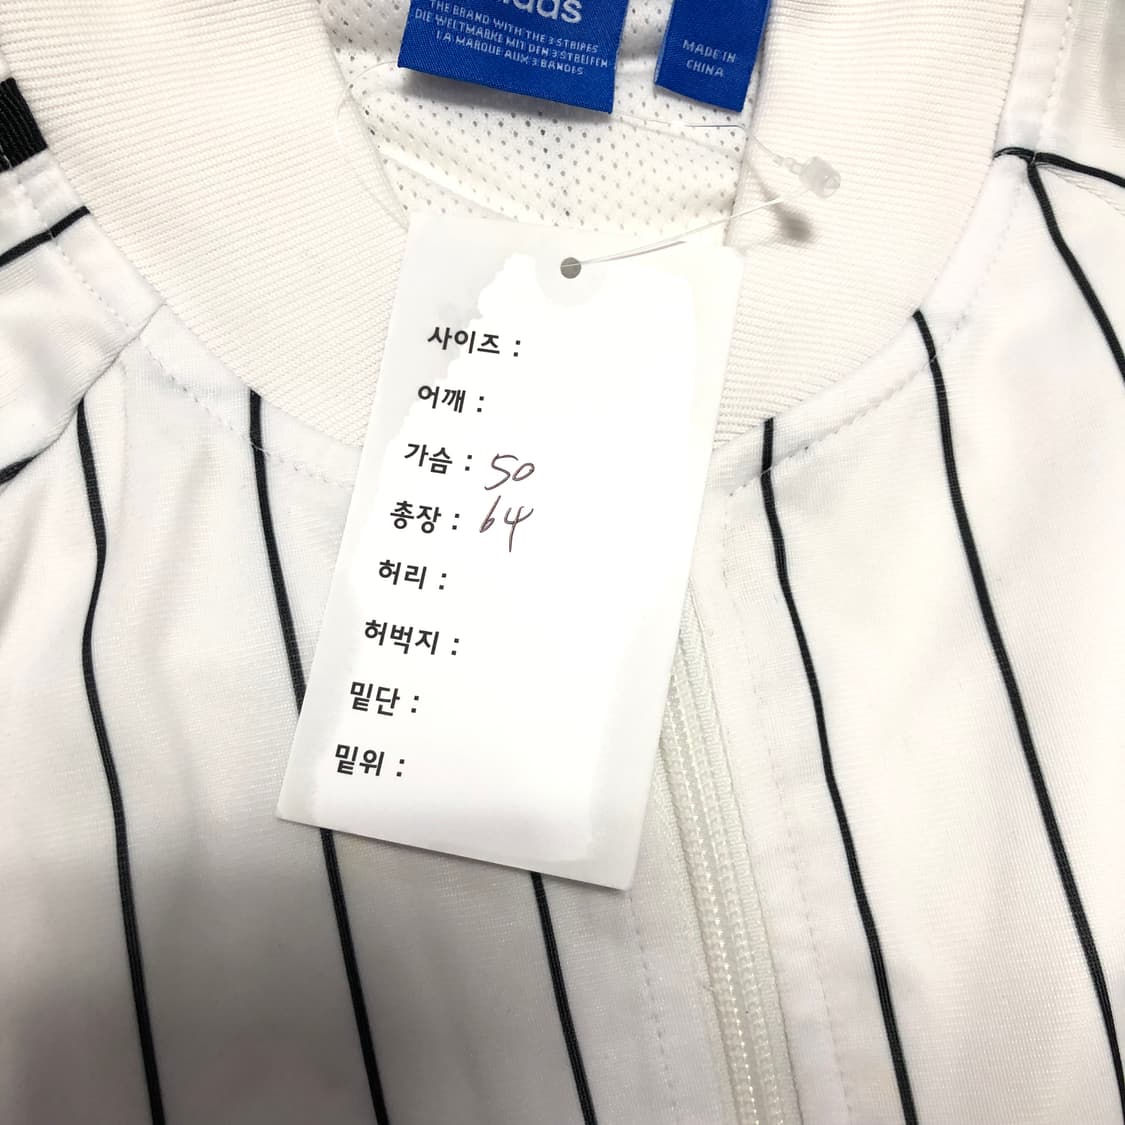 THE BRAND WITH THE 3 STRIPES
DIE WELTMARKE MIT DEN 3 STREIFEN
LA MARQUE AUX 3 BANDES
MADE IN
CHINA
사이즈 :
어깨 :
가슴 : 50
총장 : 64
허리 :
허벅지 :
밑단 :
밑위 :